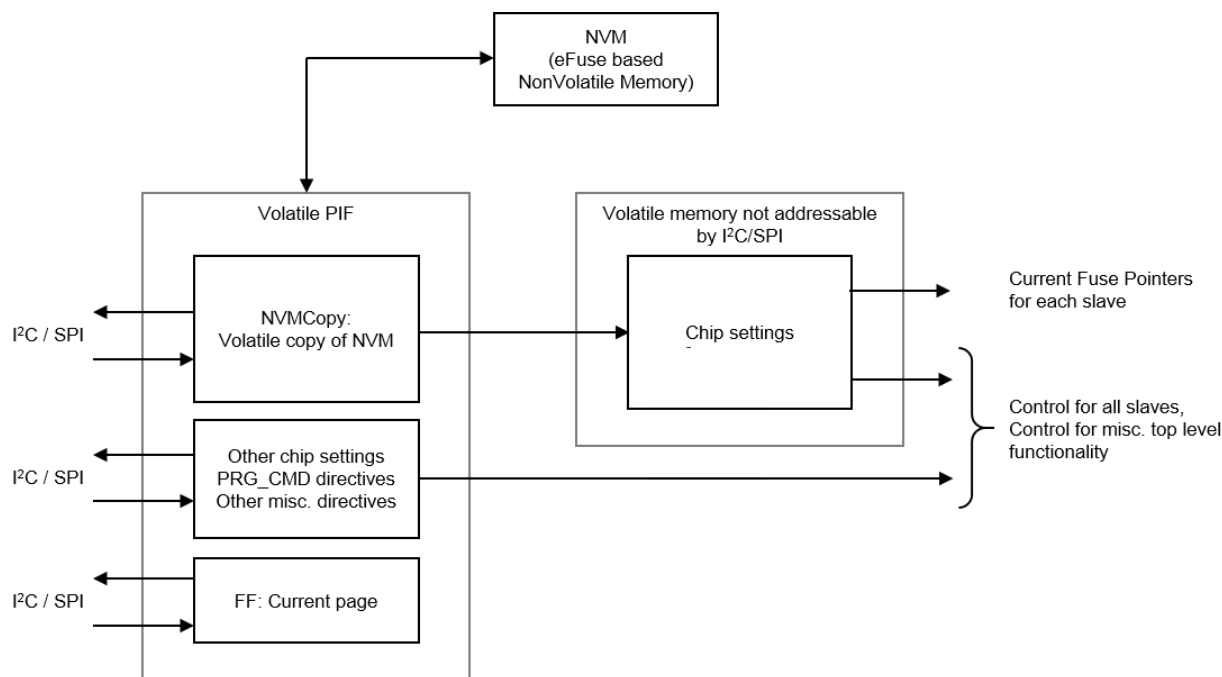 NVM
(eFuse based
NonVolatile Memory)
Volatile PIF
Volatile memory not addressable
by I²C/SPI
NVMCopy:
Volatile copy of NVM
Chip settings
Current Fuse Pointers
for each slave
I²C / SPI
Other chip settings
PRG_CMD directives
Other misc. directives
Control for all slaves,
Control for misc. top level
functionality
I²C / SPI
FF: Current page
I²C / SPI